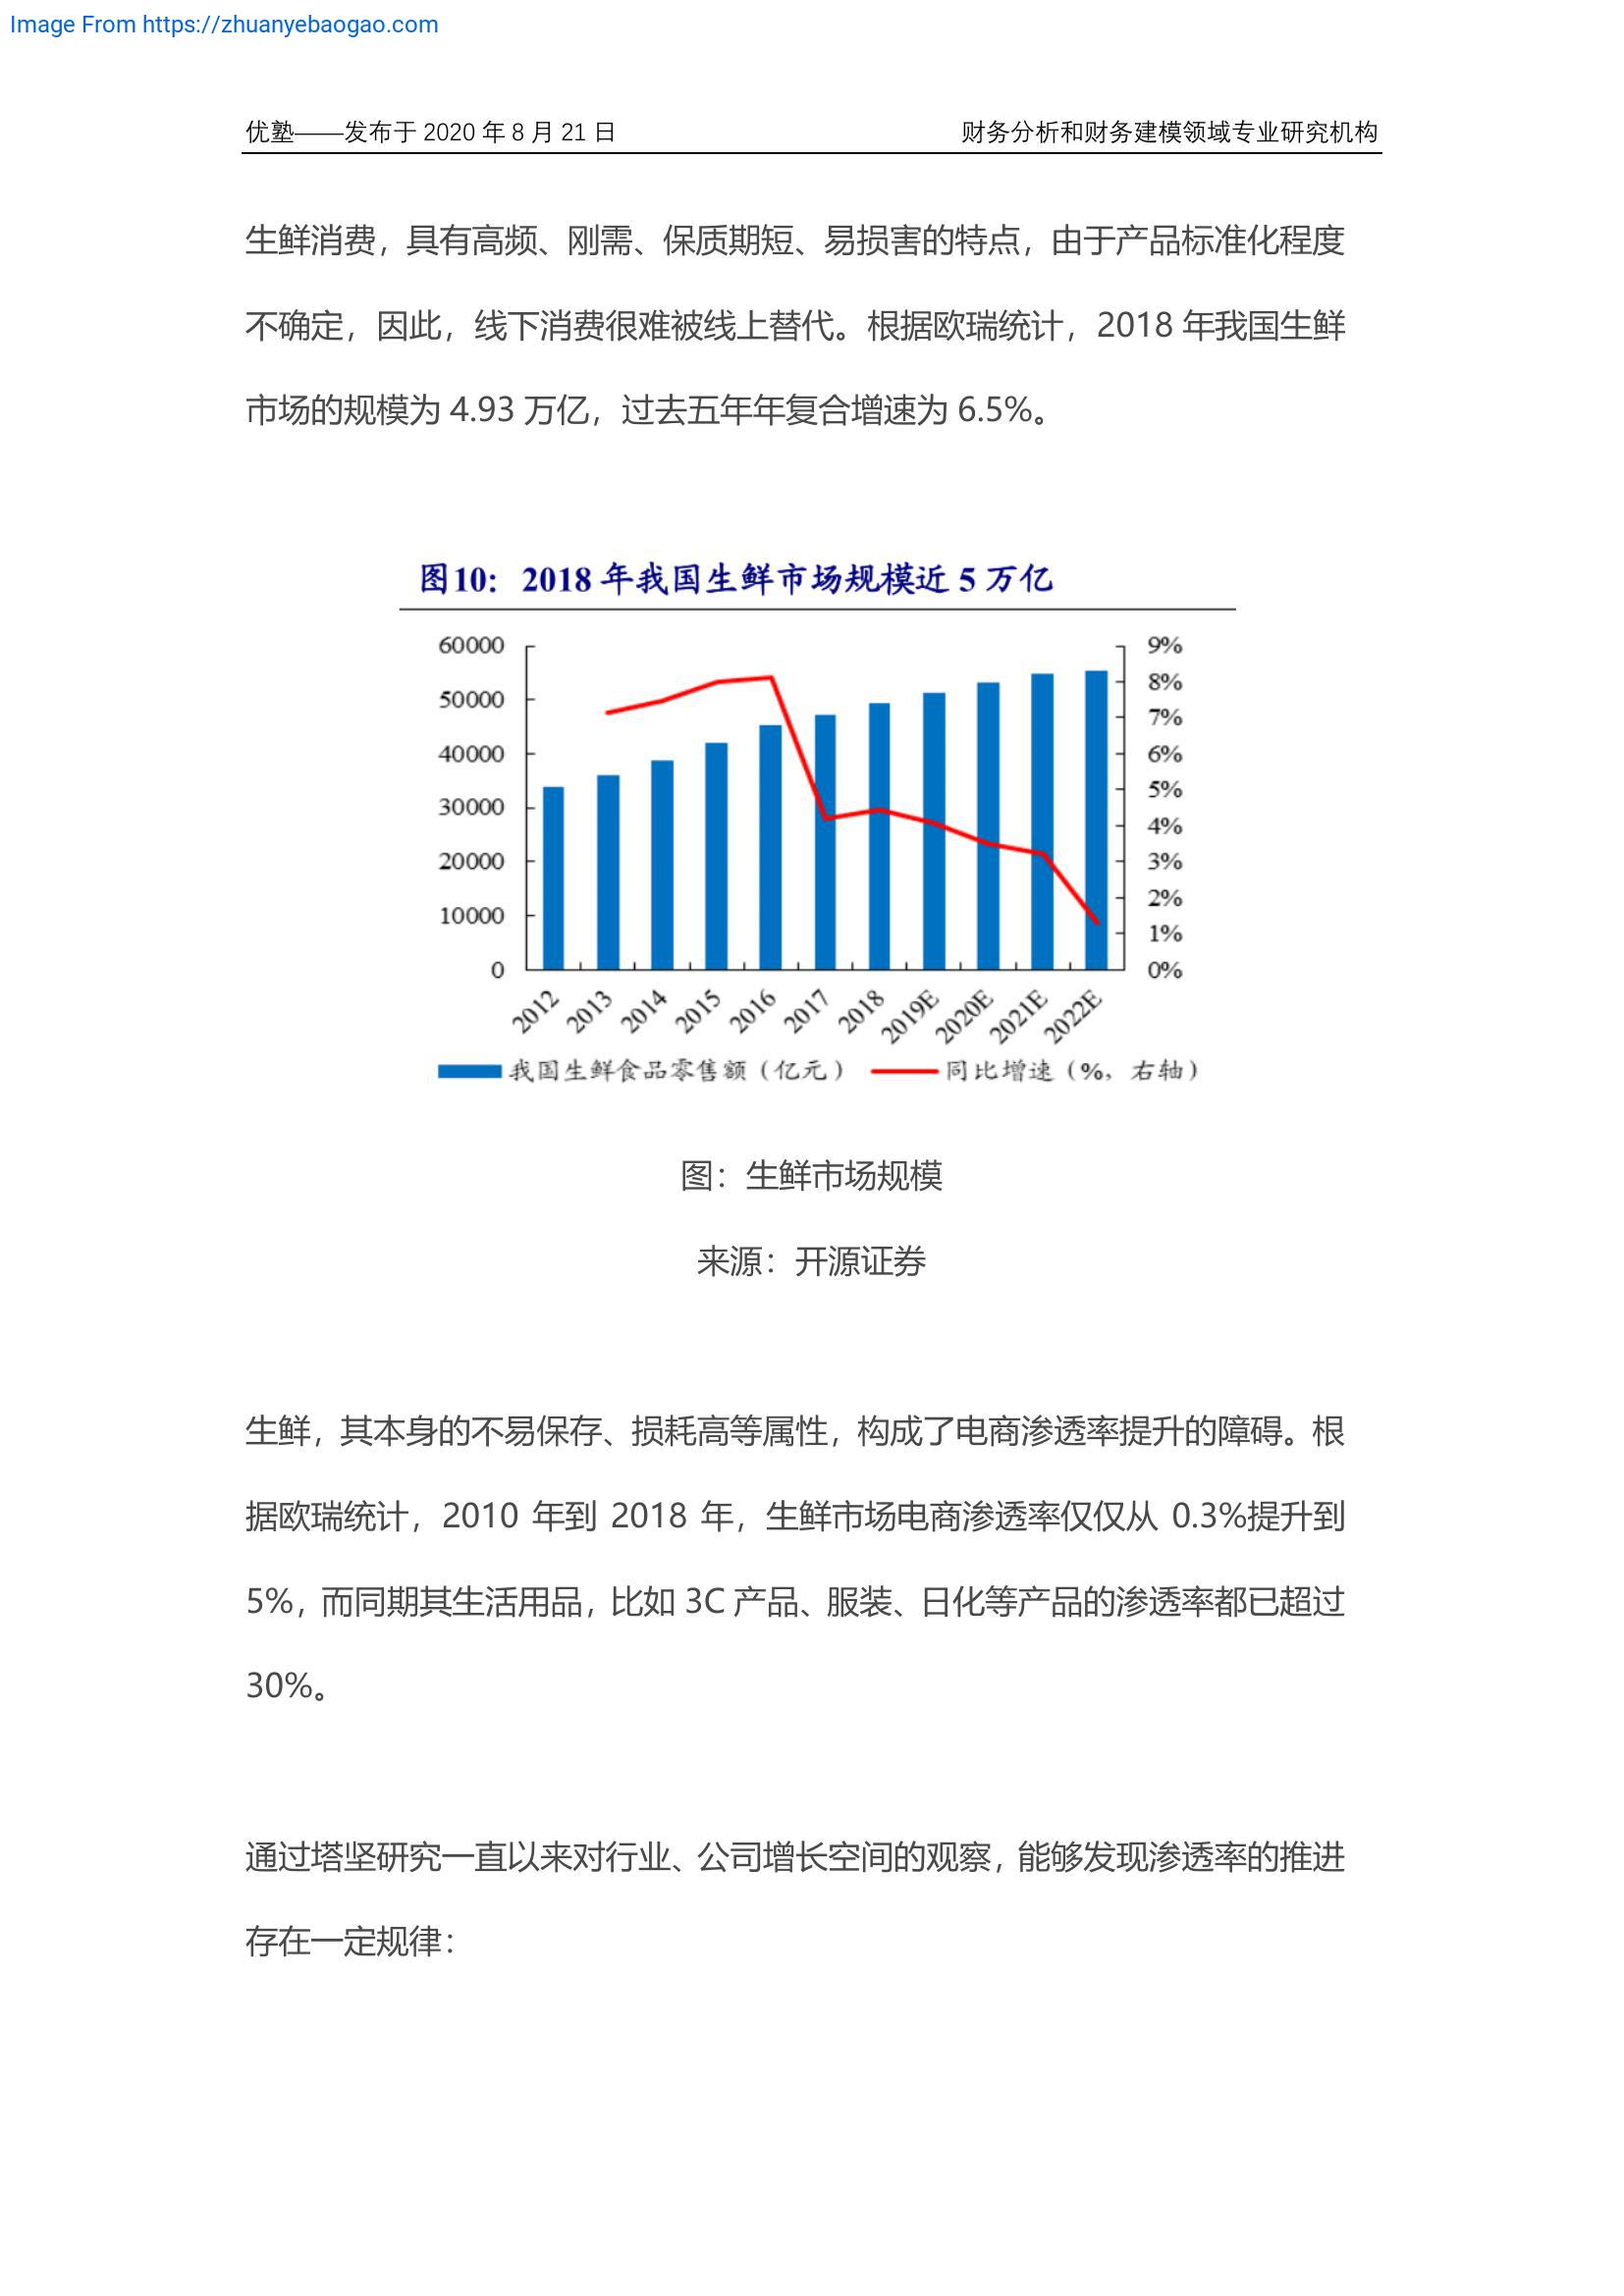 Image From https://zhuanyebaogao.com
优塾——发布于 2020 年 8 月 21 日 财务分析和财务建模领域专业研究机构
生鲜消费，具有高频、刚需、保质期短、易损害的特点，由于产品标准化程度
不确定，因此，线下消费很难被线上替代。根据欧瑞统计，2018 年我国生鲜
市场的规模为 4.93 万亿，过去五年年复合增速为 6.5%。
图10：2018 年我国生鲜市场规模近 5 万亿
60000 9%
8%
50000
7%
40000 6%
5%
30000
4%
20000 3%
2%
10000
1%
0 0%
2012 2013 2014 2015 2016 2017 2018 2019E 2020E 2021E 2022E
我国生鲜食品零售额（亿元） 同比增速（%，右轴）
图：生鲜市场规模
来源：开源证券
生鲜，其本身的不易保存、损耗高等属性，构成了电商渗透率提升的障碍。根
据欧瑞统计，2010 年到 2018 年，生鲜市场电商渗透率仅仅从 0.3%提升到
5%，而同期其生活用品，比如 3C 产品、服装、日化等产品的渗透率都已超过
30%。
通过塔坚研究一直以来对行业、公司增长空间的观察，能够发现渗透率的推进
存在一定规律：